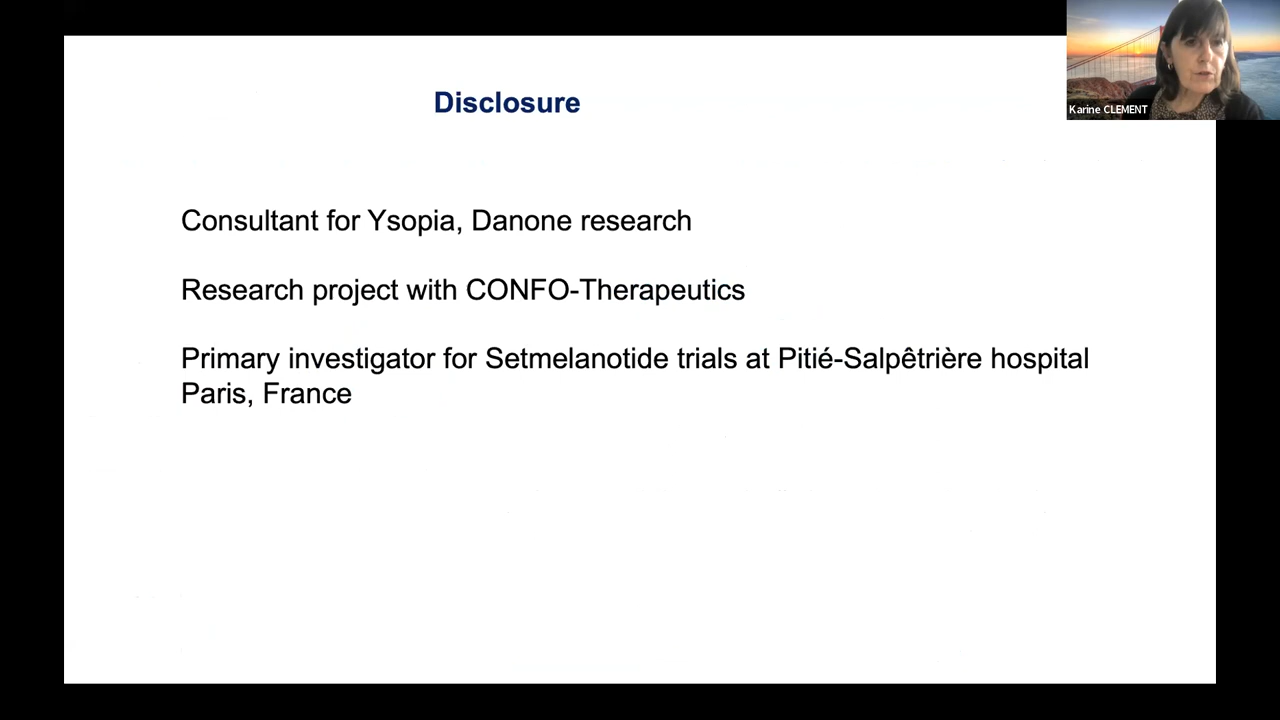 Disclosure
Karine CLEMENT
Consultant for Ysopia, Danone research
Research project with CONFO-Therapeutics
Primary investigator for Setmelanotide trials at Pitié-Salpêtrière hospital
Paris, France